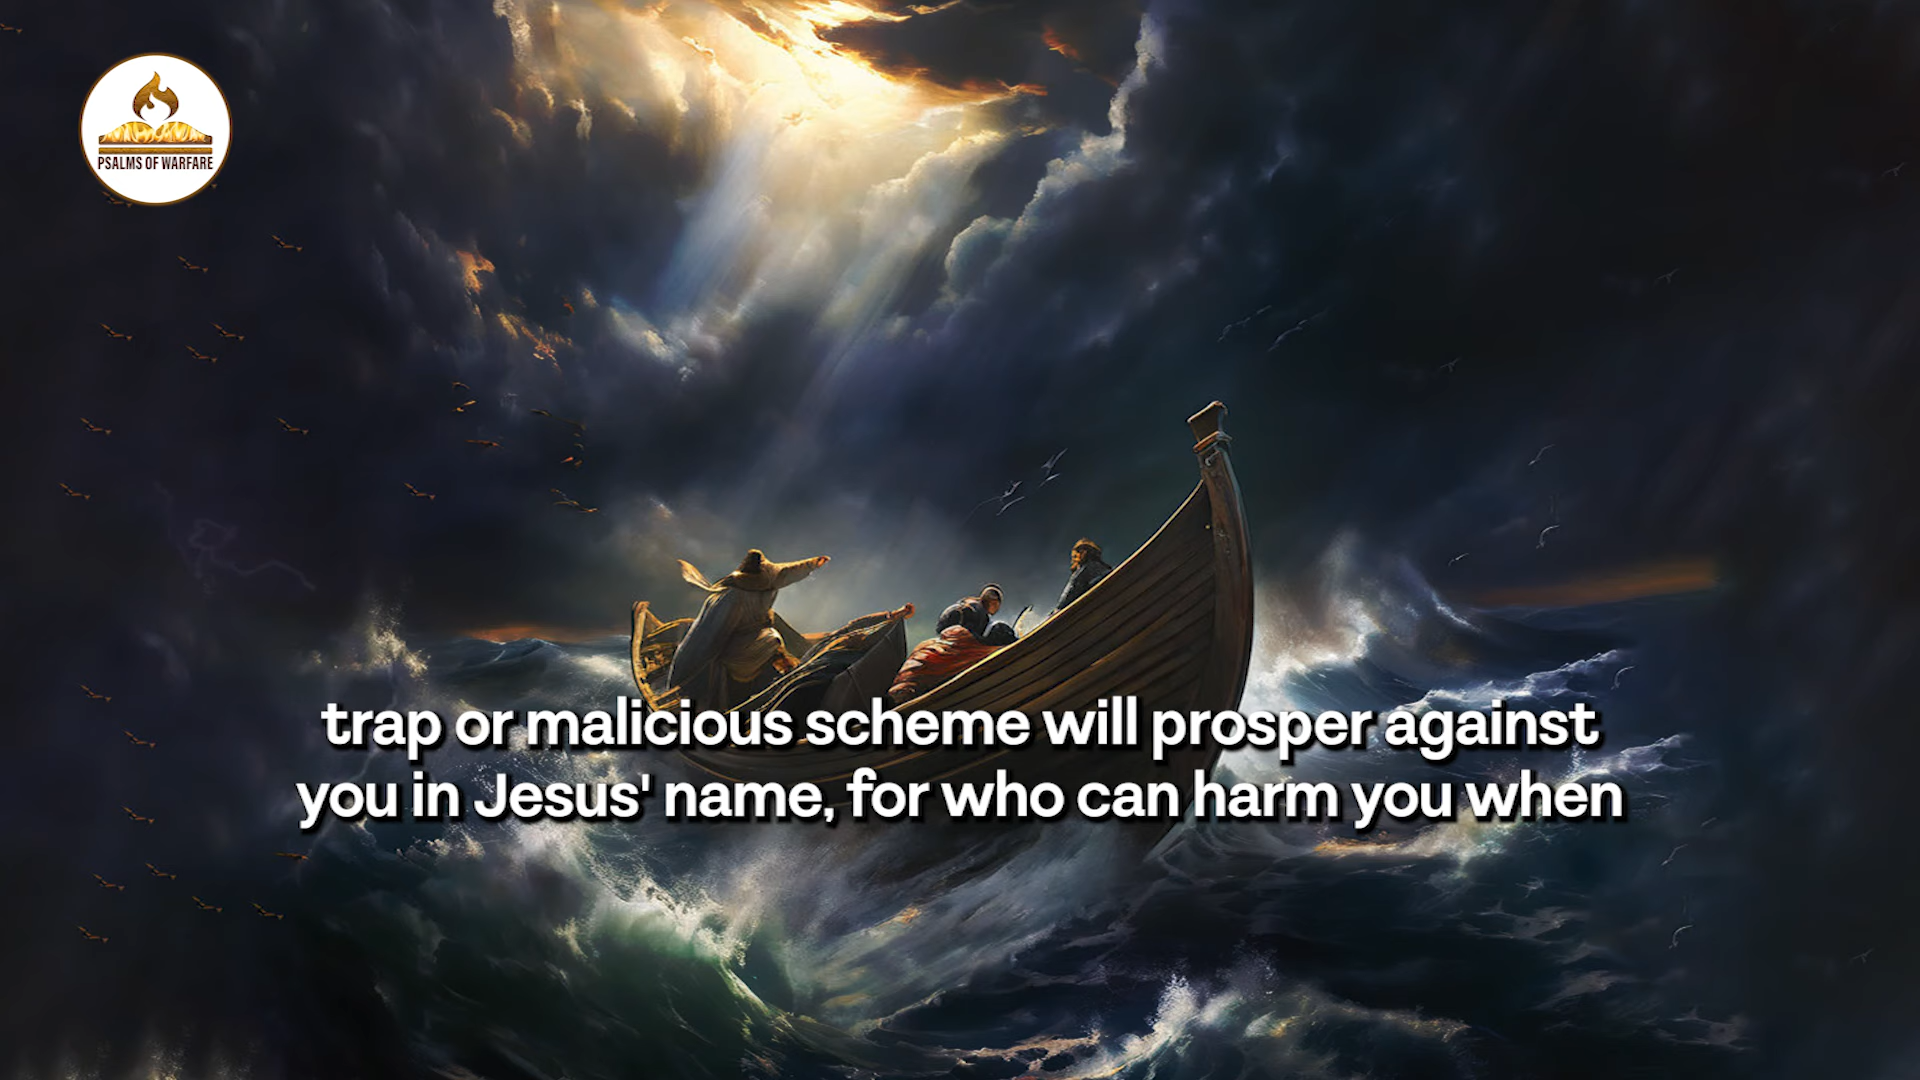 PSALMS OF WARFARE
trap or malicious scheme will prosper against
you in Jesus' name, for who can harm you when